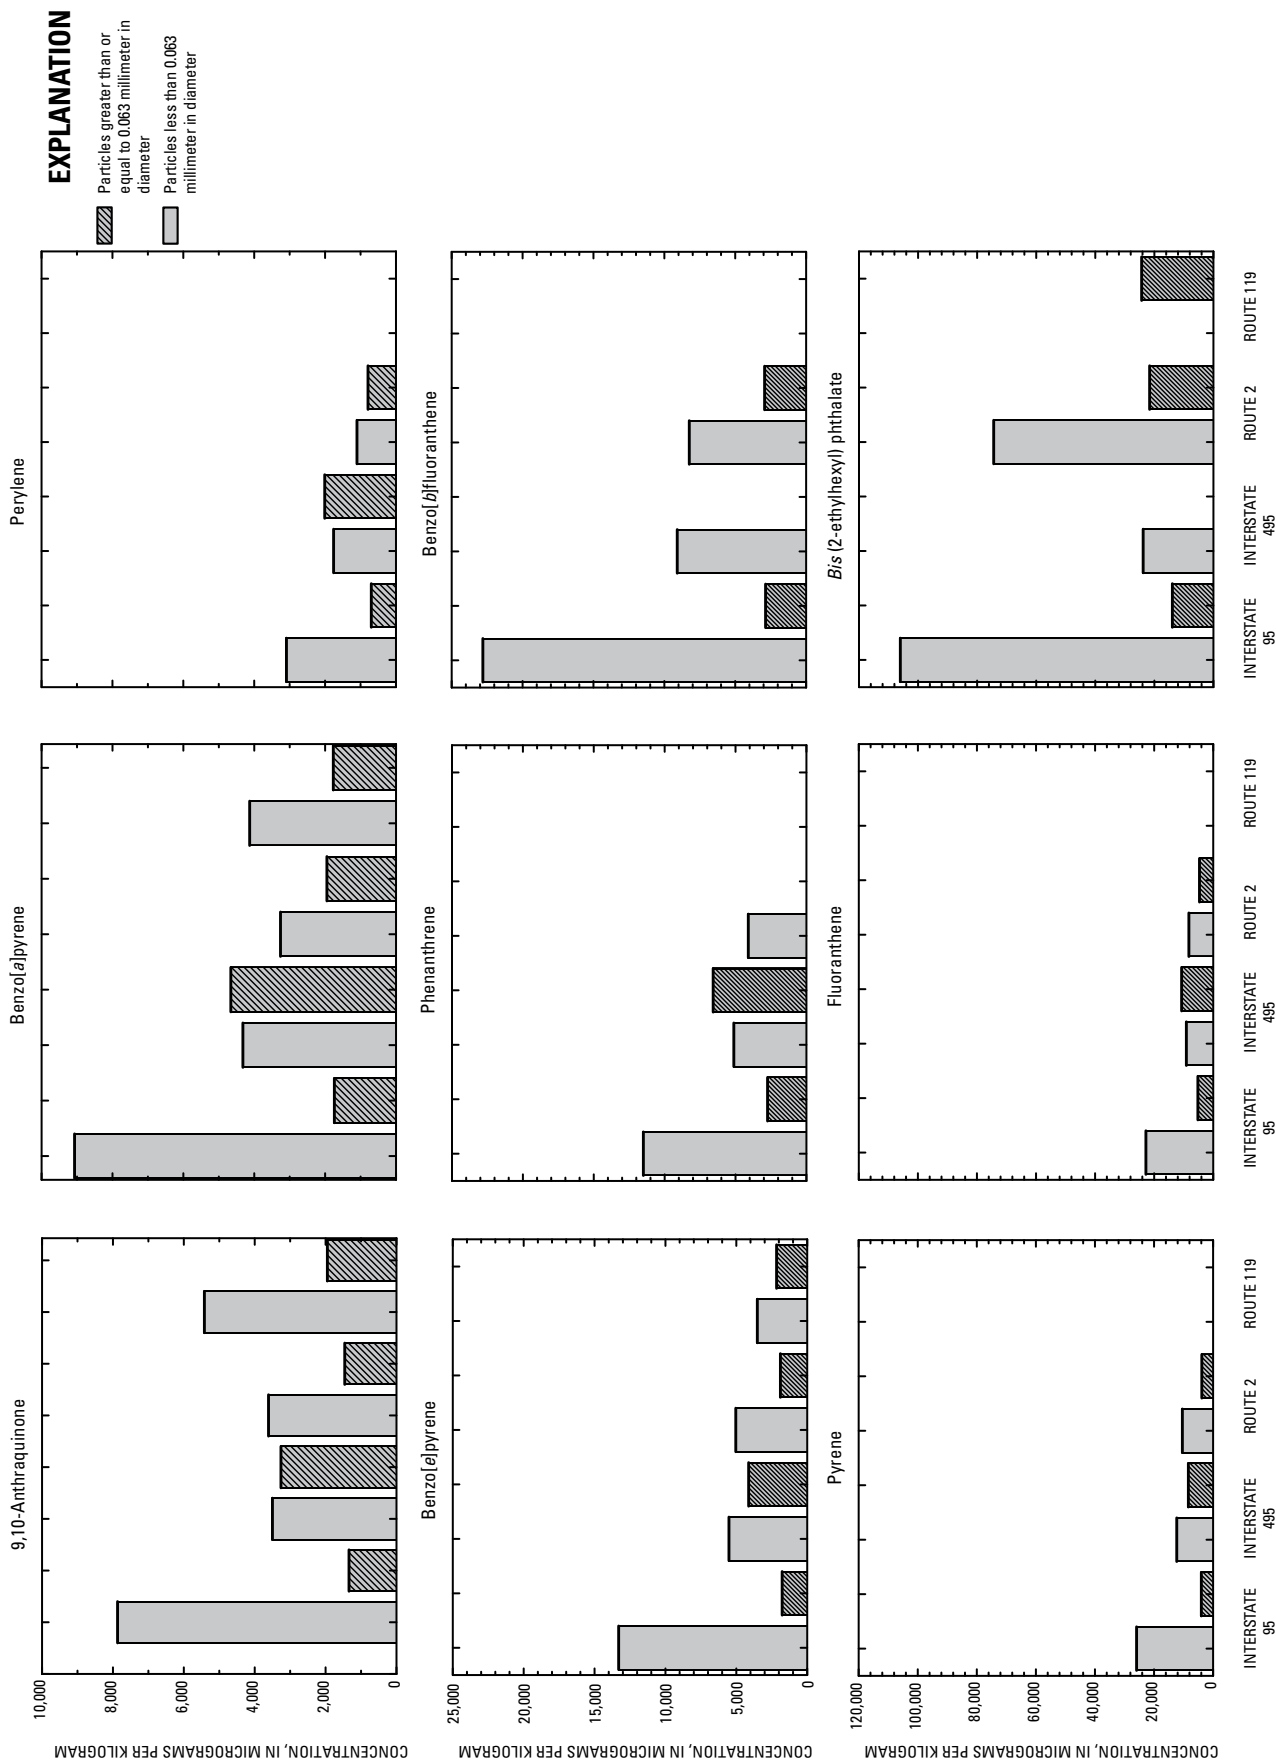 EXPLANATION
Particles greater than or
equal to 0.063 millimeter in
diameter
Particles less than 0.063
millimeter in diameter
9,10-Anthraquinone
Benzo[a]pyrene
Perylene
CONCENTRATION, IN MICROGRAMS PER KILOGRAM
10,000
8,000
6,000
4,000
2,000
0
Benzo[e]pyrene
Phenanthrene
Benzo[b]fluoranthene
CONCENTRATION, IN MICROGRAMS PER KILOGRAM
25,000
20,000
15,000
10,000
5,000
0
Pyrene
Fluoranthene
Bis (2-ethylhexyl) phthalate
CONCENTRATION, IN MICROGRAMS PER KILOGRAM
120,000
100,000
80,000
60,000
40,000
20,000
0
INTERSTATE
95
INTERSTATE
495
ROUTE 2
ROUTE 119
INTERSTATE
95
INTERSTATE
495
ROUTE 2
ROUTE 119
INTERSTATE
95
INTERSTATE
495
ROUTE 2
ROUTE 119